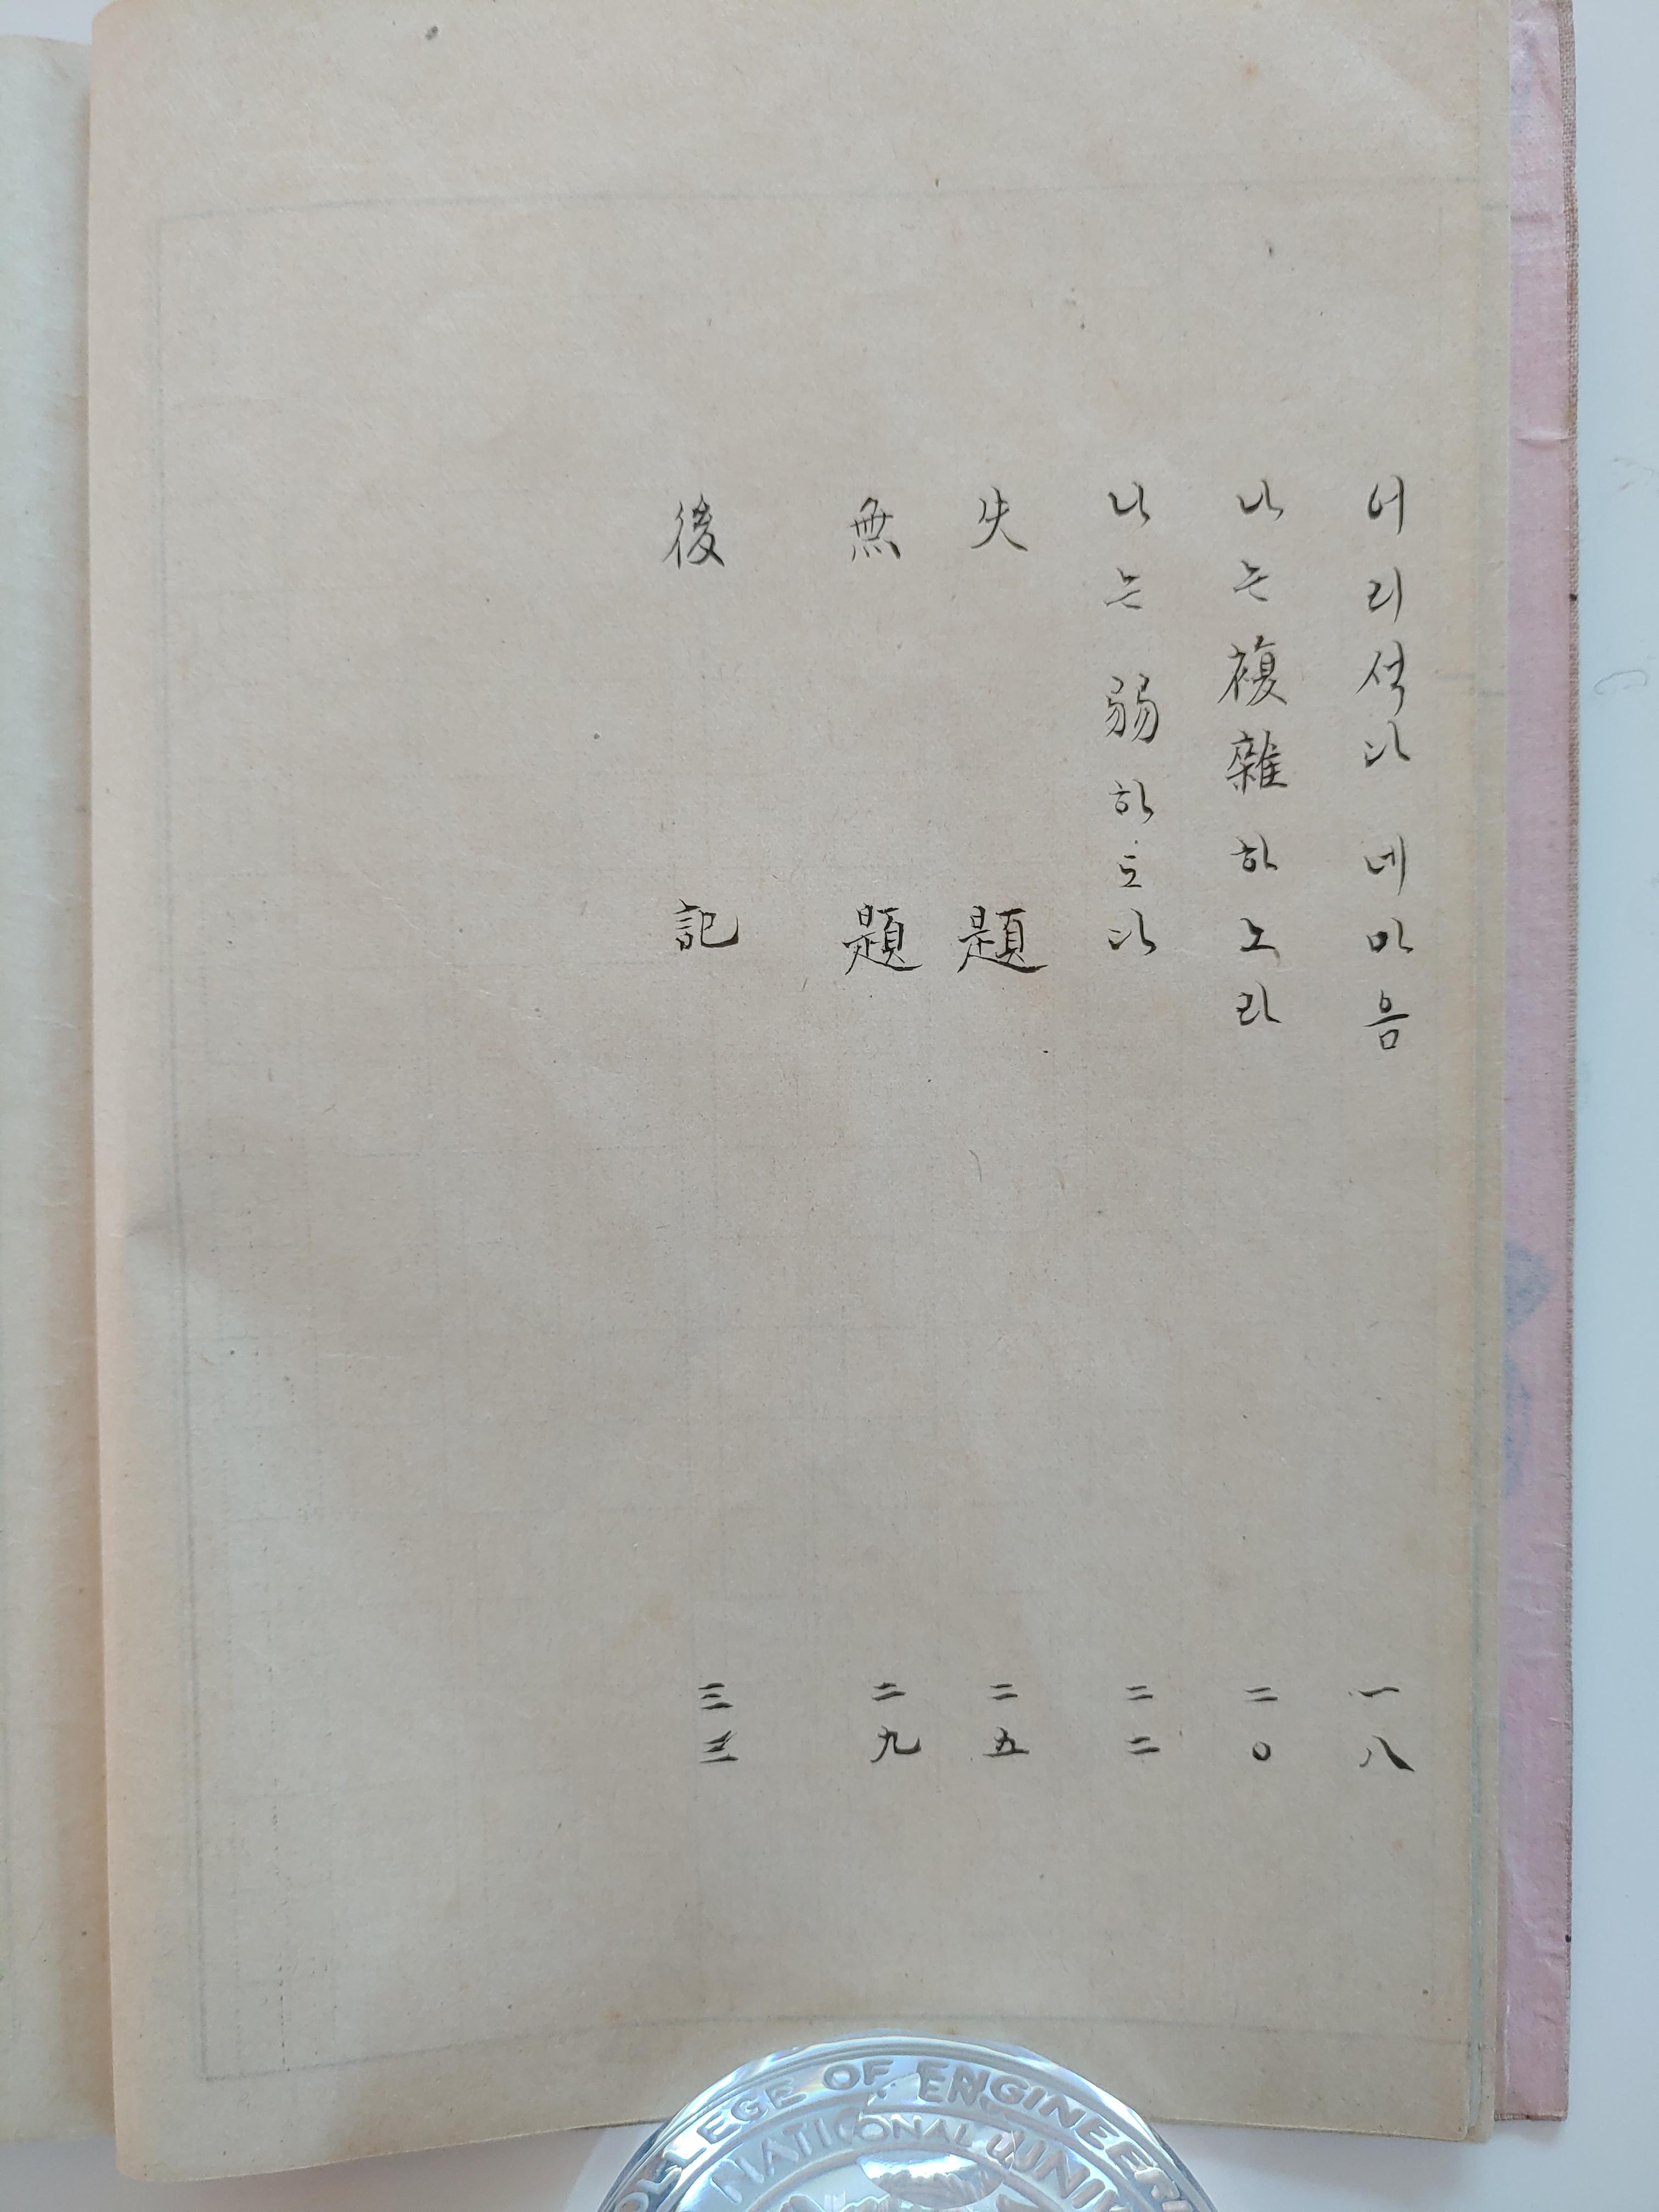 어리석다 네마음 一八
나는複雜하노라 二〇
나는 弱하도다 二二
失題 二五
無題 二九
後記 三三
OLLEGE OF ENGINEERI
NATIONAL UNIV